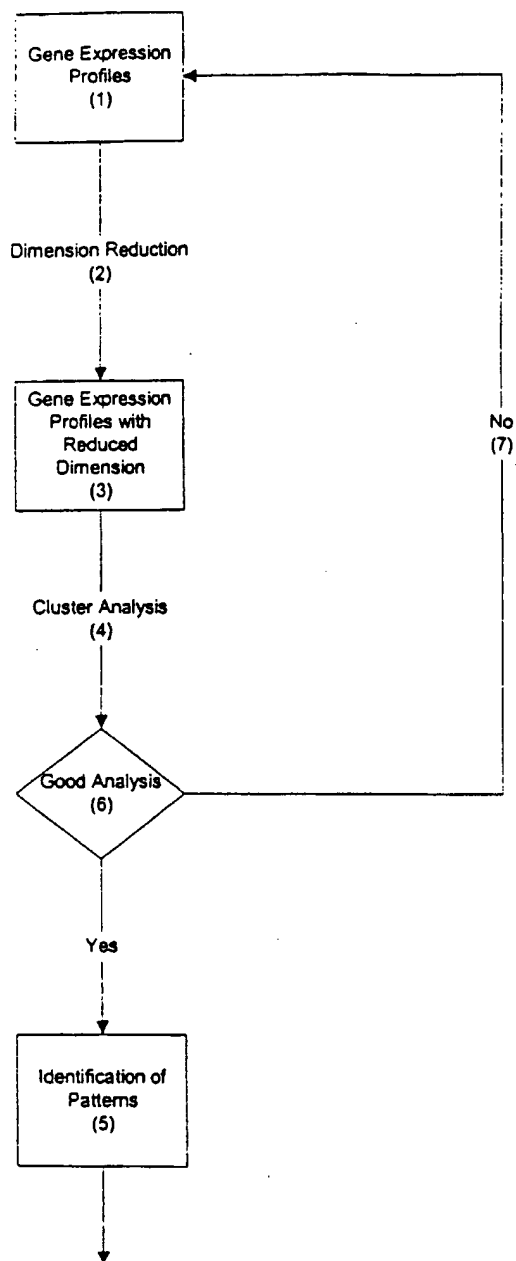 Gene Expression
Profiles
(1)
Dimension Reduction
(2)
Gene Expression
Profiles with
Reduced
Dimension
(3)
No
(7)
Cluster Analysis
(4)
Good Analysis
(6)
Yes
Identification of
Patterns
(5)